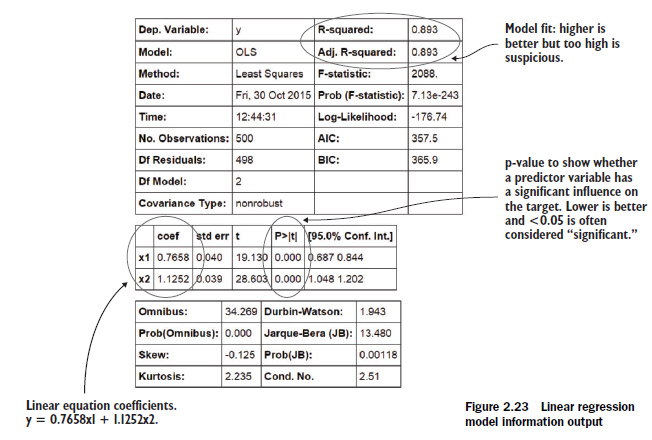 Dep. Variable: y R-squared: 0.893
Model: OLS Adj. R-squared: 0.893
Method: Least Squares F-statistic: 2088.
Date: Fri, 30 Oct 2015 Prob (F-statistic): 7.13e-243
Time: 12:44:31 Log-Likelihood: -176.74
No. Observations: 500 AIC: 357.5
Df Residuals: 498 BIC: 365.9
Df Model: 2
Covariance Type: nonrobust
Model fit: higher is
better but too high is
suspicious.
p-value to show whether
a predictor variable has
a significant influence on
the target. Lower is better
and <0.05 is often
considered “significant.”
coef std err t P>|t| [95.0% Conf. Int.]
x1 0.7658 0.040 19.130 0.000 0.687 0.844
x2 1.1252 0.039 28.603 0.000 1.048 1.202
Omnibus: 34.269 Durbin-Watson: 1.943
Prob(Omnibus): 0.000 Jarque-Bera (JB): 13.480
Skew: -0.125 Prob(JB): 0.00118
Kurtosis: 2.235 Cond. No. 2.51
Linear equation coefficients.
y = 0.7658x1 + 1.1252x2.
Figure 2.23 Linear regression
model information output